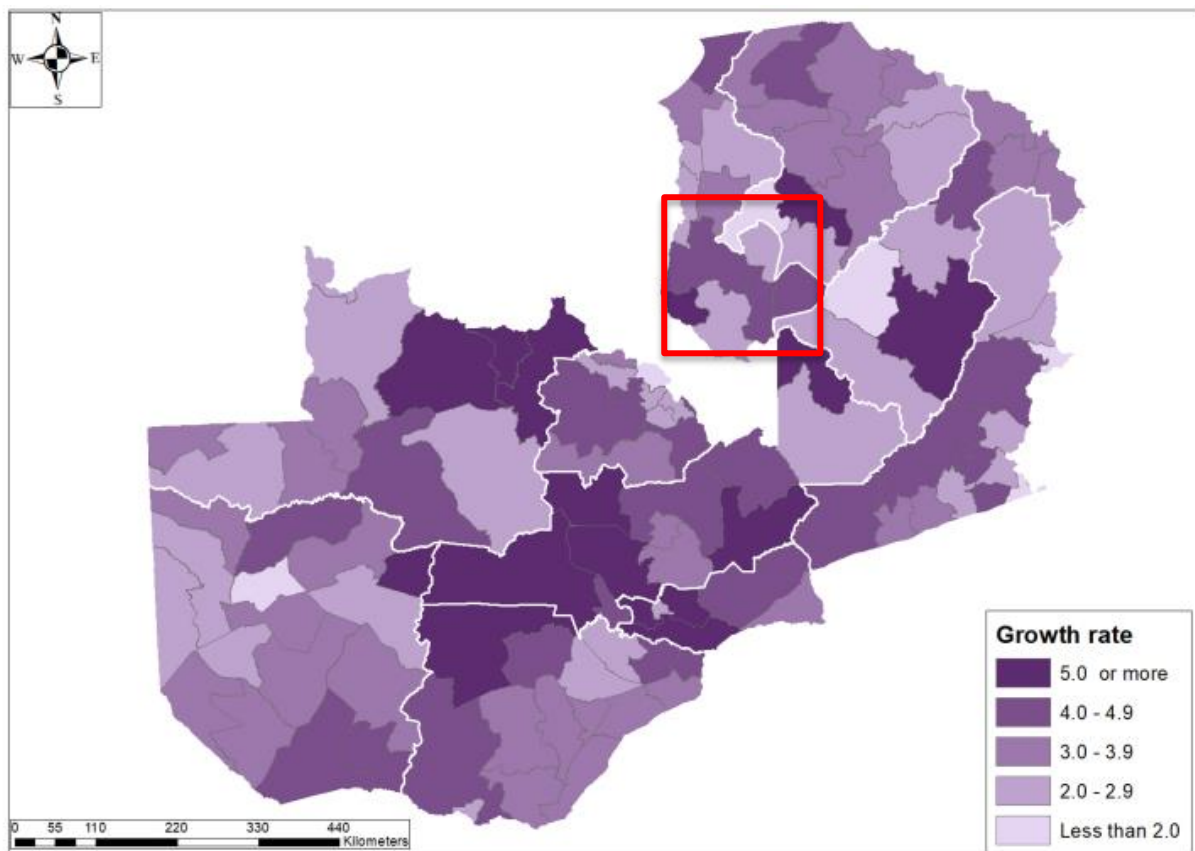 N
W E
S
Growth rate
5.0 or more
4.0 - 4.9
3.0 - 3.9
2.0 - 2.9
Less than 2.0
0 55 110 220 330 440
Kilometers